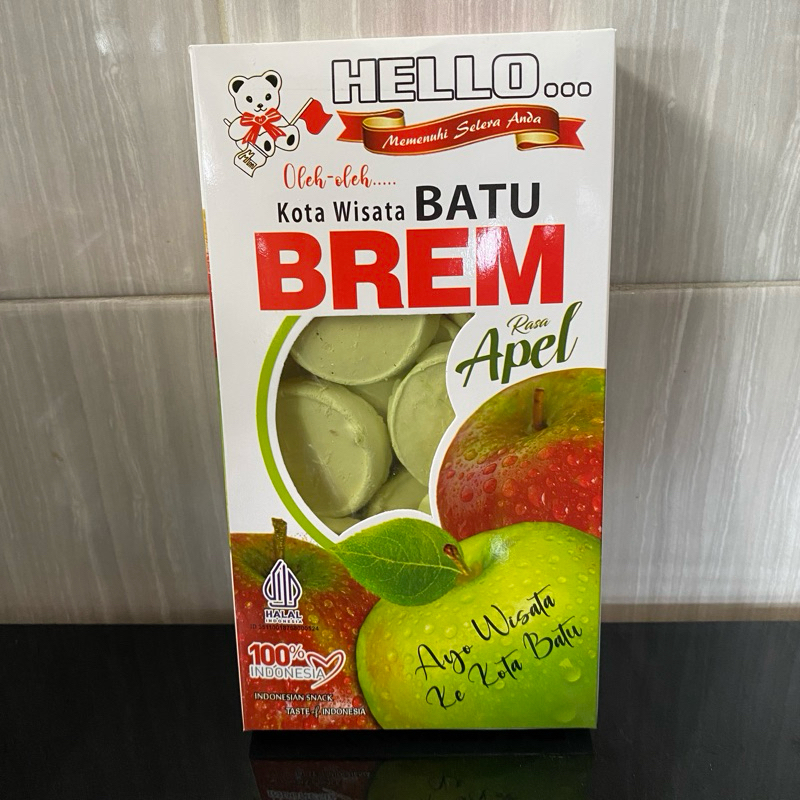 HELLO...
Memenuhi Selera Anda
Oleh-oleh.....
Kota Wisata BATU
BREM
Rasa
Apel
HALAL
INDONESIA
100%
INDONESIA
INDONESIAN SNACK
TASTE of INDONESIA
Ayo Wisata
Ke Kota Batu